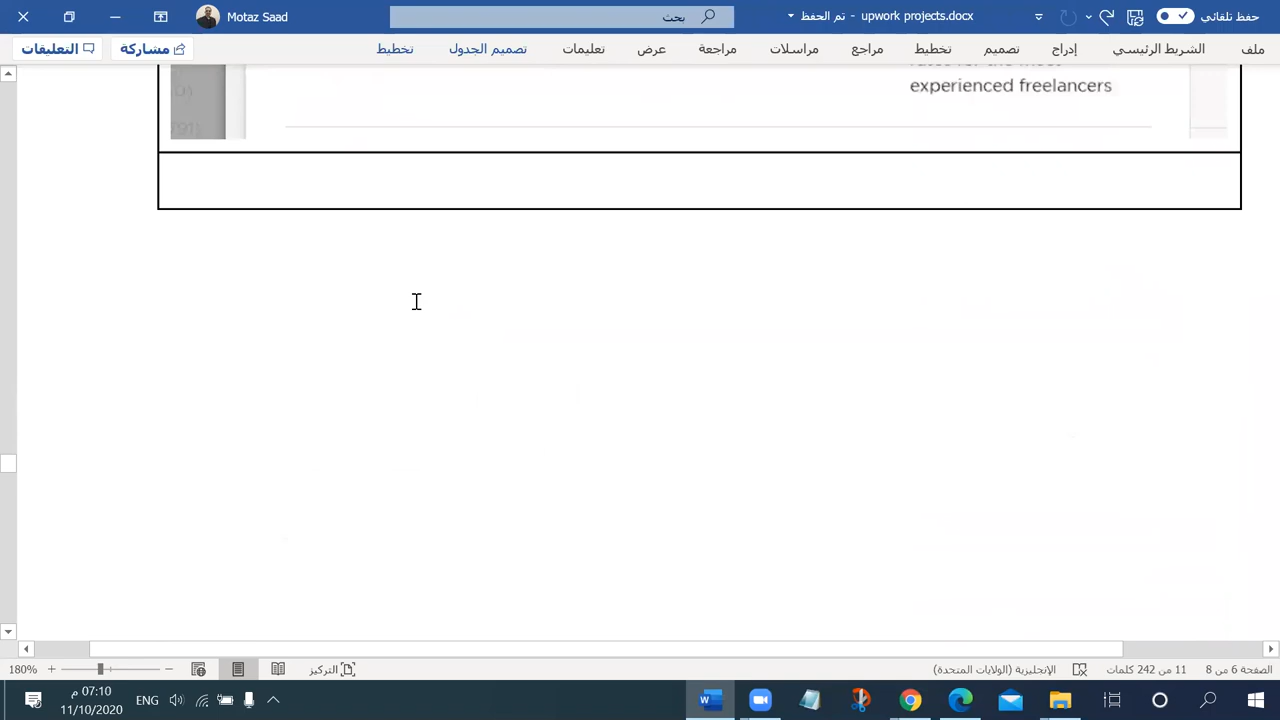 حفظ تلقائي
upwork projects.docx - تم الحفظ
بحث
Motaz Saad
ملف
الشريط الرئيسي
إدراج
تصميم
تخطيط
مراجع
مراسلات
مراجعة
عرض
تعليمات
تصميم الجدول
تخطيط
مشاركة
التعليقات
experienced freelancers
791)
الصفحة 6 من 8
11 من 242 كلمات
الإنجليزية (الولايات المتحدة)
التركيز
180%
ENG
07:10 م
11/10/2020